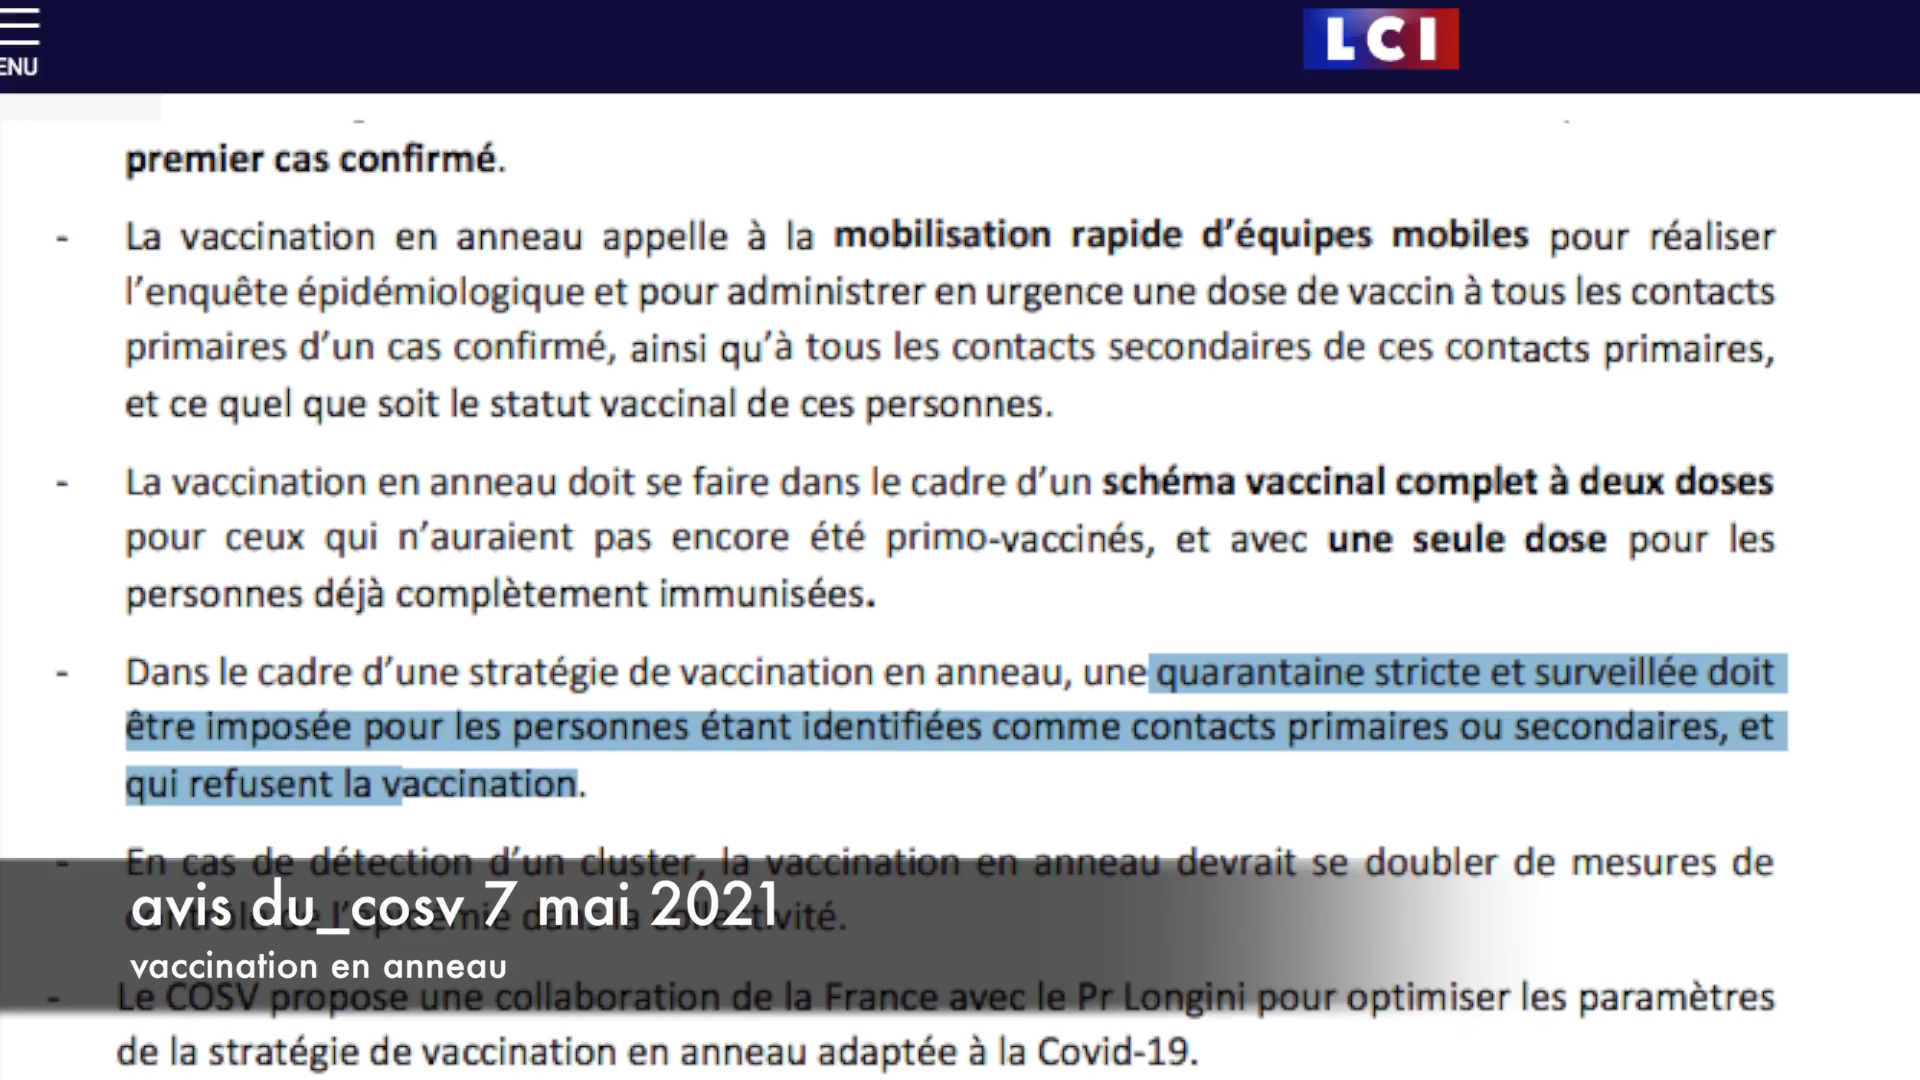 ENU
LCI
premier cas confirmé.
- La vaccination en anneau appelle à la mobilisation rapide d’équipes mobiles pour réaliser
l’enquête épidémiologique et pour administrer en urgence une dose de vaccin à tous les contacts
primaires d’un cas confirmé, ainsi qu’à tous les contacts secondaires de ces contacts primaires,
et ce quel que soit le statut vaccinal de ces personnes.
- La vaccination en anneau doit se faire dans le cadre d’un schéma vaccinal complet à deux doses
pour ceux qui n’auraient pas encore été primo-vaccinés, et avec une seule dose pour les
personnes déjà complètement immunisées.
- Dans le cadre d’une stratégie de vaccination en anneau, une quarantaine stricte et surveillée doit
être imposée pour les personnes étant identifiées comme contacts primaires ou secondaires, et
qui refusent la vaccination.
- En cas de détection d’un cluster, la vaccination en anneau devrait se doubler de mesures de
contrôle de l’épidémie dans la collectivité.
avis du_cosv 7 mai 2021
vaccination en anneau
- Le COSV propose une collaboration de la France avec le Pr Longini pour optimiser les paramètres
de la stratégie de vaccination en anneau adaptée à la Covid-19.